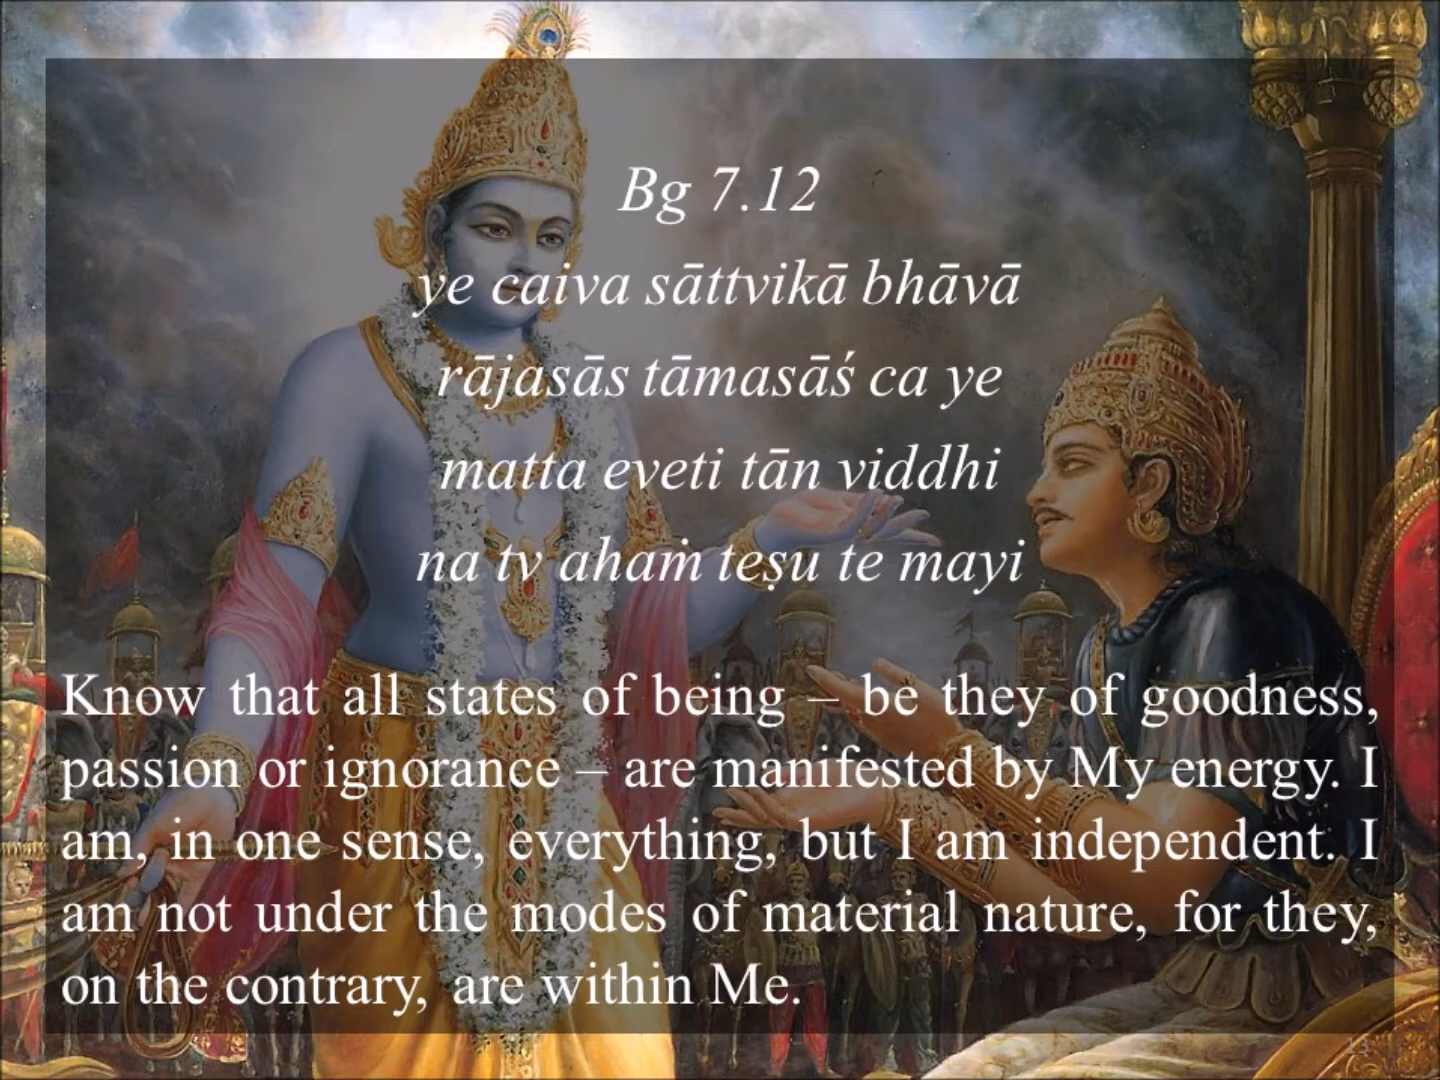 Bg 7.12
ye caiva sāttvikā bhāvā
rājasās tāmasāś ca ye
matta eveti tān viddhi
na tv ahaṁ teṣu te mayi
Know that all states of being – be they of goodness,
passion or ignorance – are manifested by My energy. I
am, in one sense, everything, but I am independent. I
am not under the modes of material nature, for they,
on the contrary, are within Me.
13